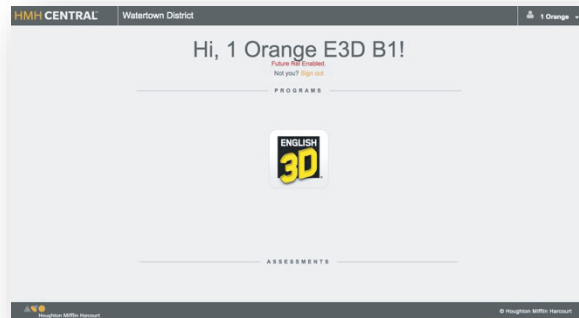 HMH CENTRAL
Watertown District
1 Orange
Hi, 1 Orange E3D B1!
Future Roll Enabled.
Not you? Sign out
PROGRAMS
ENGLISH
3D
ASSESSMENTS
Houghton Mifflin Harcourt
© Houghton Mifflin Harcourt